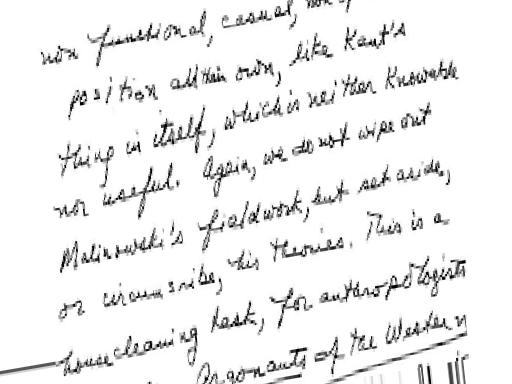 non functional, casual,
position all their own, like Kant's
thing in itself, which is neither Knowable
nor useful. Again, we do not wipe out
Malinowski's fieldwork, but set aside,
or circumscribe, his theories. This is a
housecleaning task, for anthropologists
Argonauts of the Western